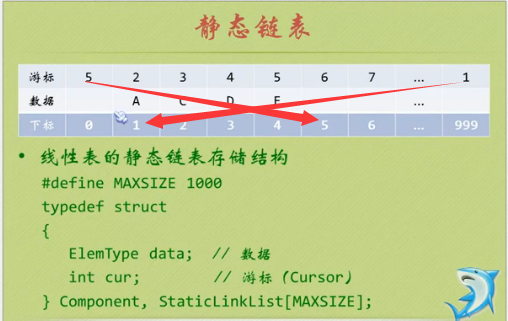 静态链表
游标 5 2 3 4 5 6 7 … 1
数据 A C D E …
下标 0 1 2 3 4 5 6 … 999
• 线性表的静态链表存储结构
#define MAXSIZE 1000
typedef struct
{
ElemType data; // 数据
int cur; // 游标(Cursor)
} Component, StaticLinkList[MAXSIZE];